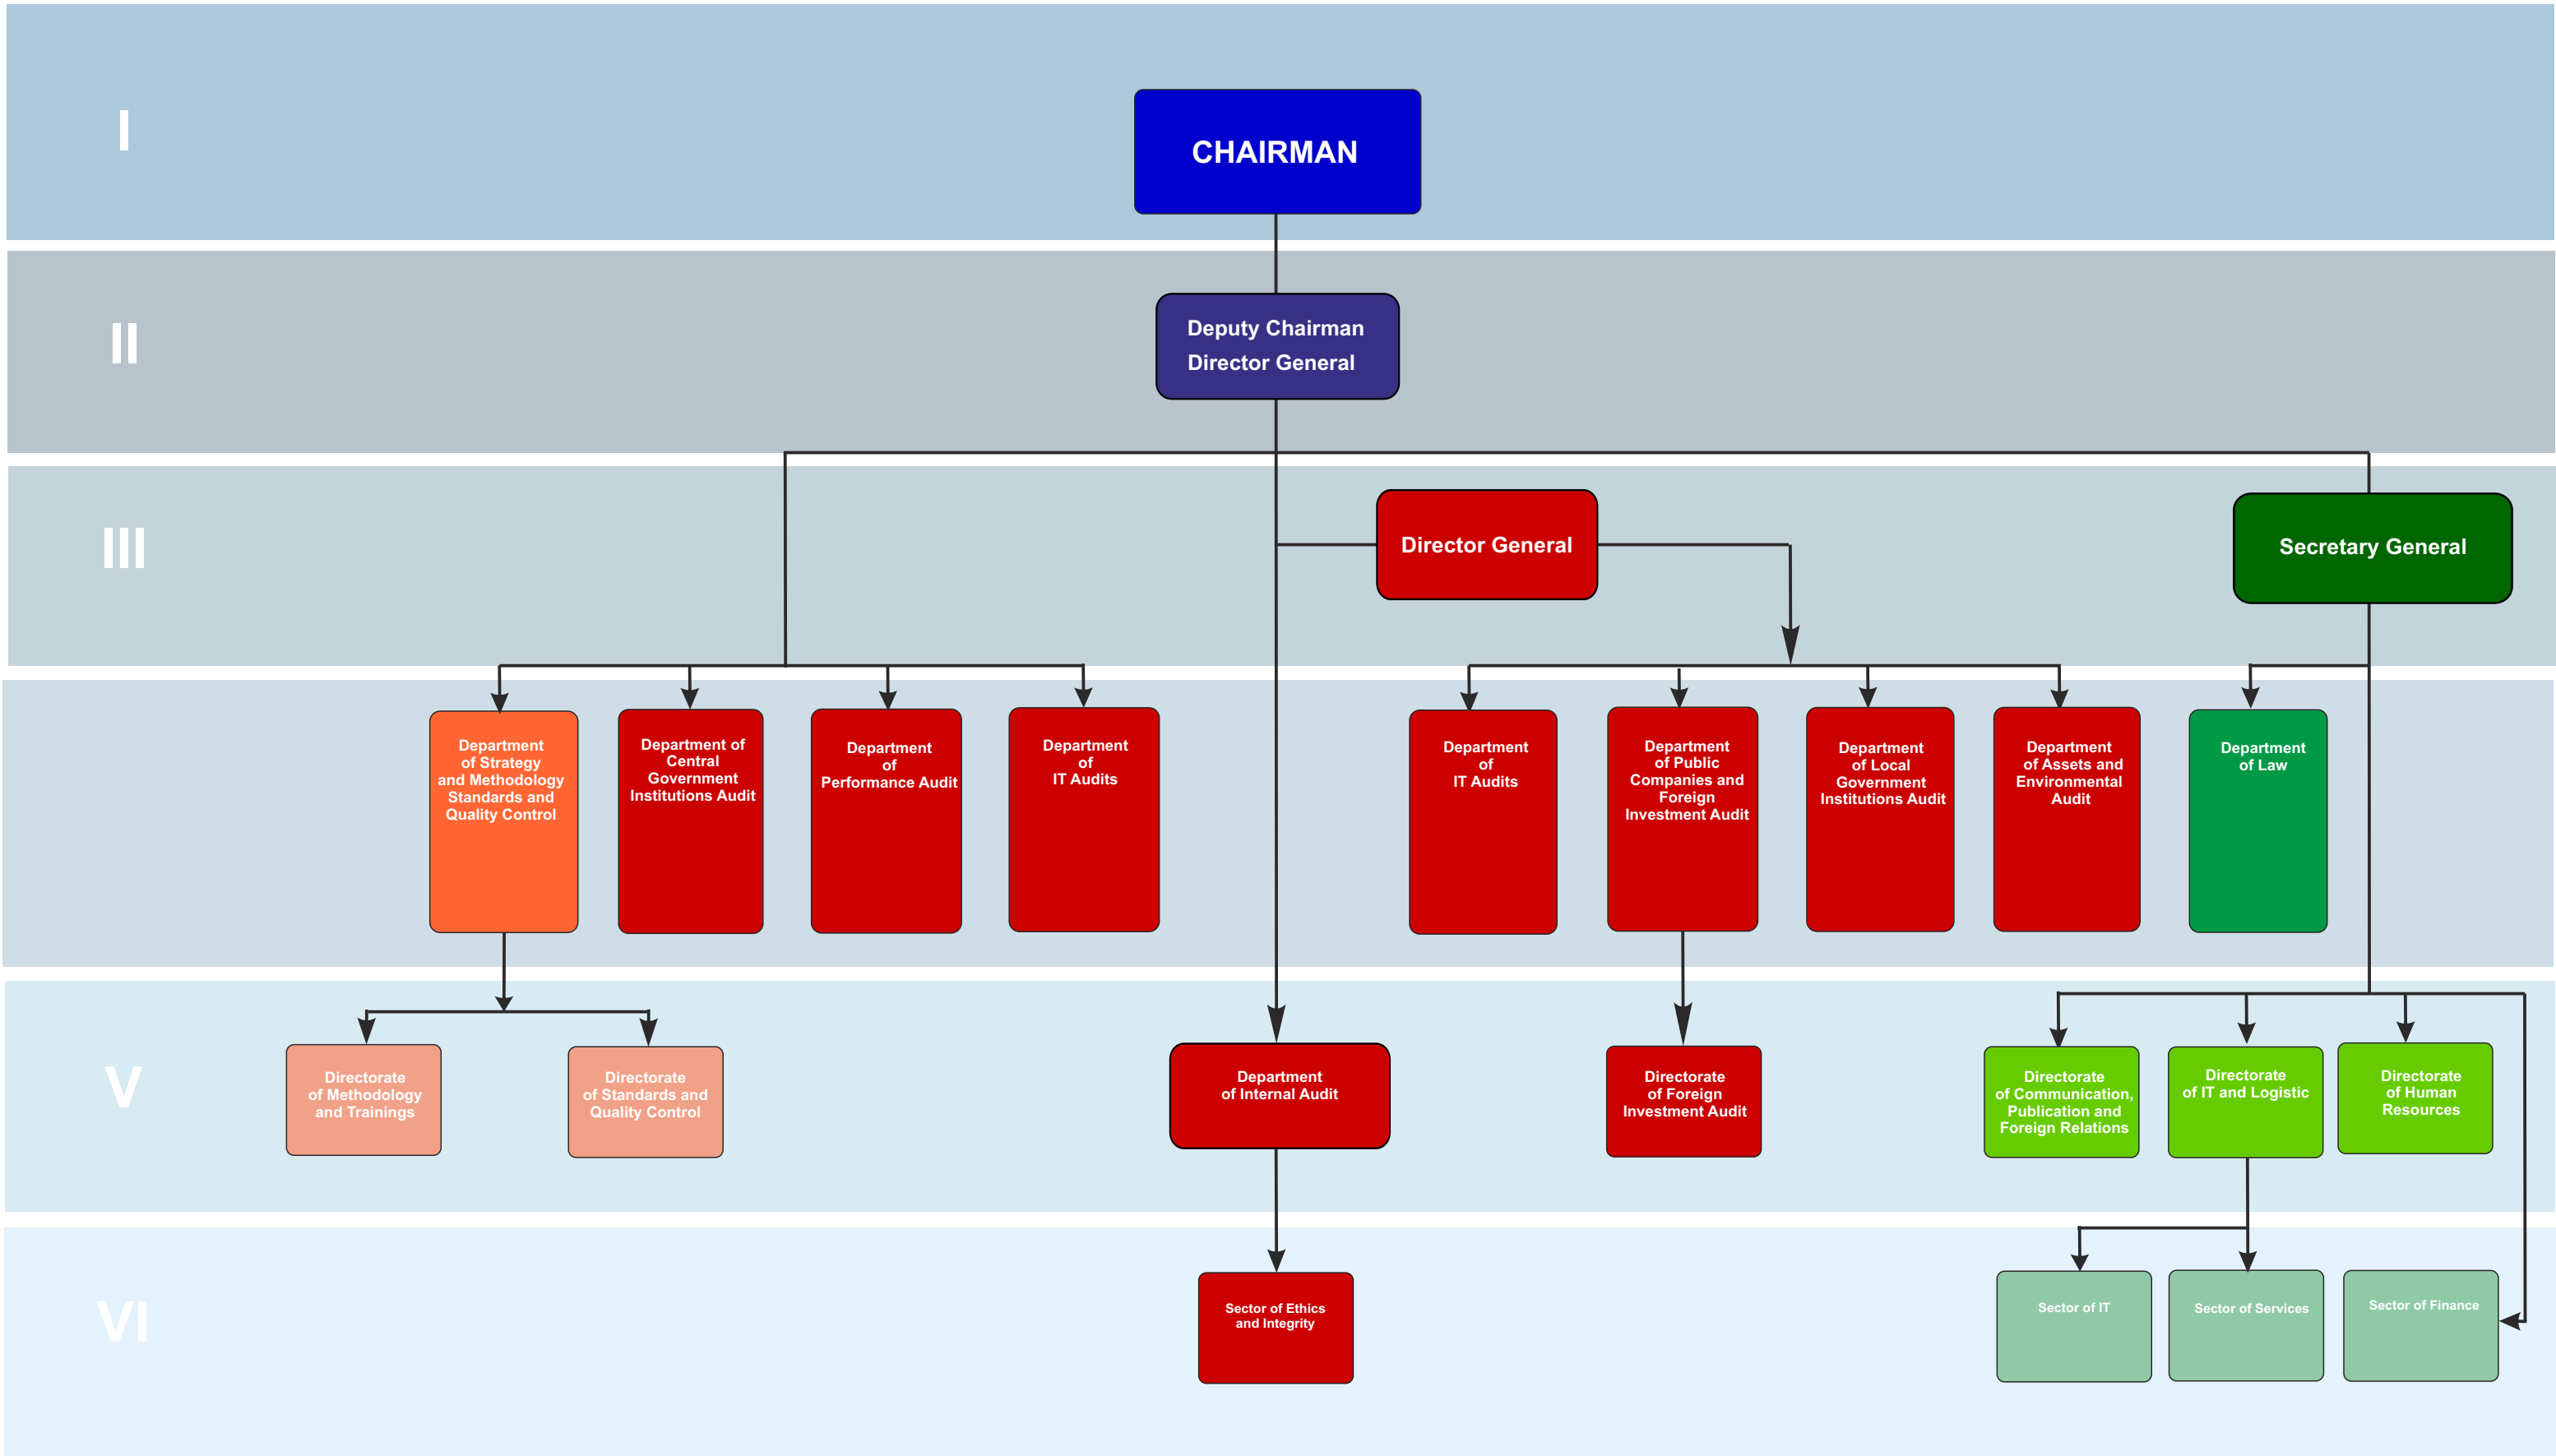 I
CHAIRMAN
II
Deputy Chairman
Director General
III
Director General
Secretary General
Department
of Strategy
and Methodology
Standards and
Quality Control
Department of
Central
Government
Institutions Audit
Department
of
Performance Audit
Department
of
IT Audits
Department
of
IT Audits
Department
of Public
Companies and
Foreign
Investment Audit
Department
of Local
Government
Institutions Audit
Department
of Assets and
Environmental
Audit
Department
of Law
V
Directorate
of Methodology
and Trainings
Directorate
of Standards and
Quality Control
Department
of Internal Audit
Directorate
of Foreign
Investment Audit
Directorate
of Communication,
Publication and
Foreign Relations
Directorate
of IT and Logistic
Directorate
of Human
Resources
VI
Sector of Ethics
and Integrity
Sector of IT
Sector of Services
Sector of Finance